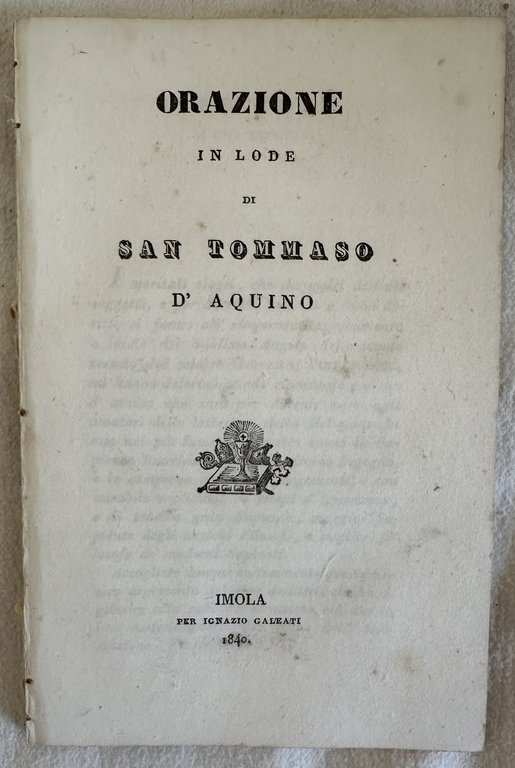 ORAZIONE
IN LODE
DI
SAN TOMMASO
D' AQUINO
IMOLA
PER IGNAZIO GALEATI
1840.